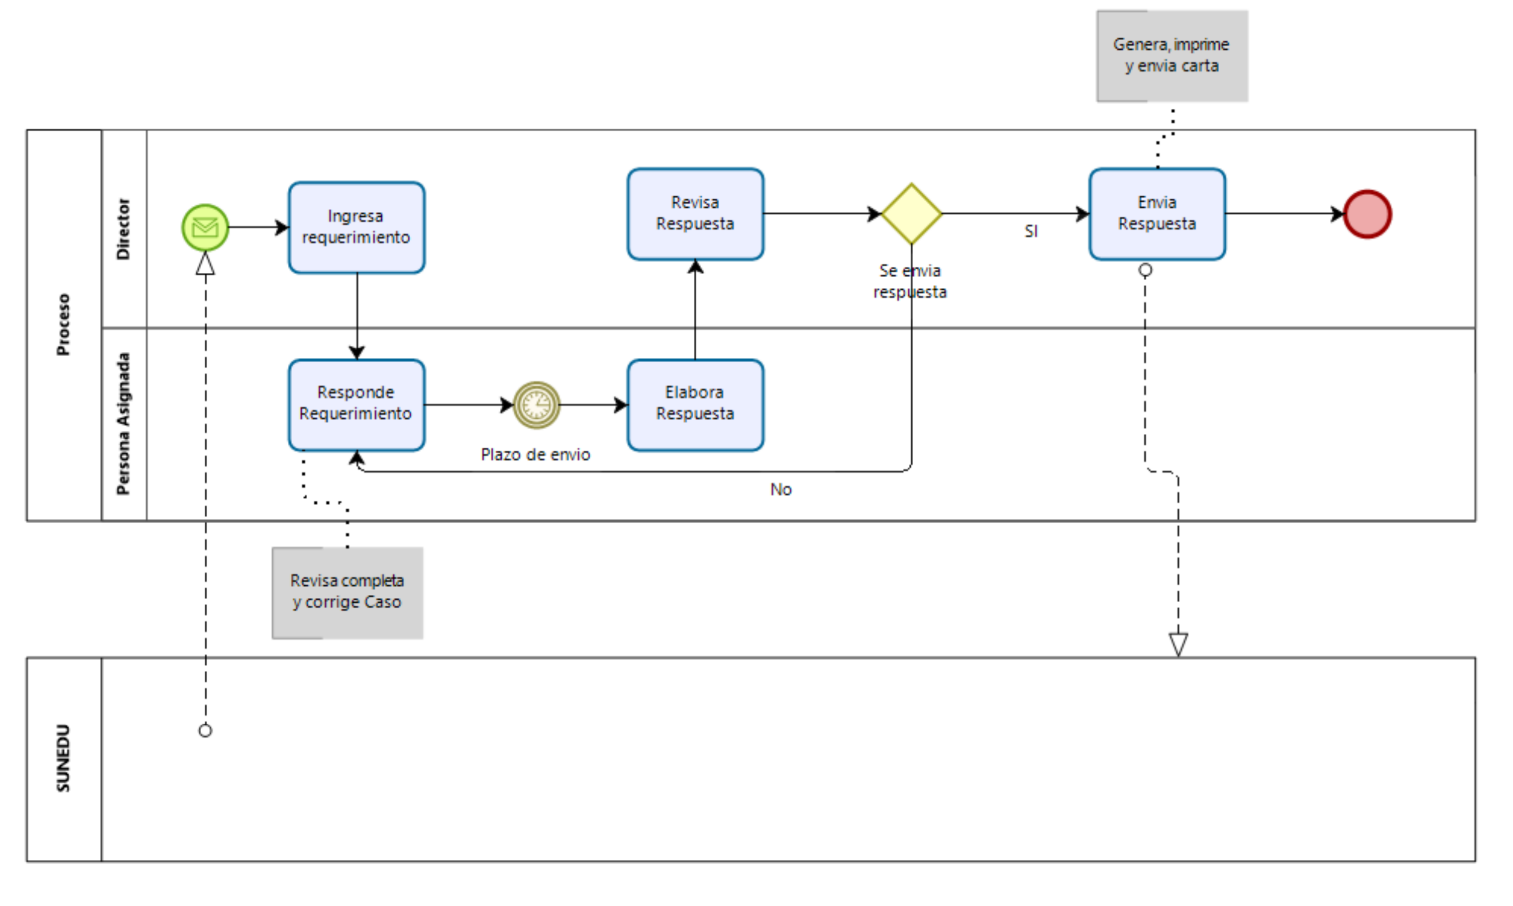 Genera, imprime
y envia carta
Proceso
Director
Ingresa
requerimiento
Revisa
Respuesta
Se envia
respuesta
SI
Envia
Respuesta
Persona Asignada
Responde
Requerimiento
Plazo de envio
Elabora
Respuesta
No
Revisa completa
y corrige Caso
SUNEDU